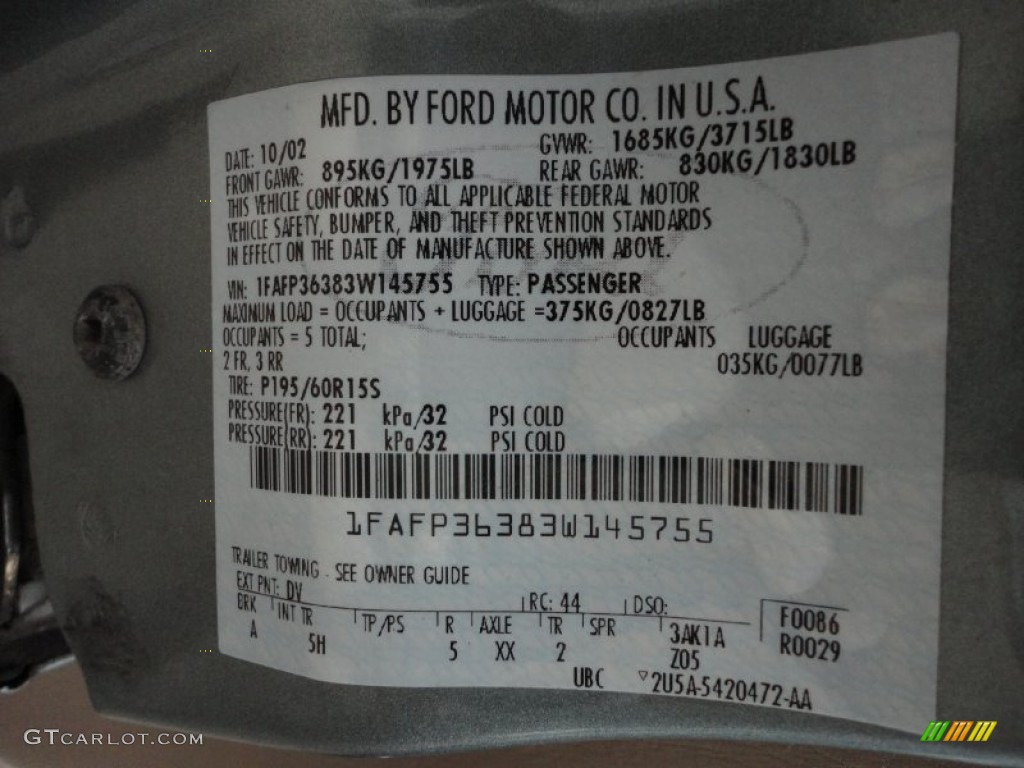 MFD. BY FORD MOTOR CO. IN U.S.A.
DATE: 10/02 GVWR: 1685KG/3715LB
FRONT GAWR: 895KG/1975LB REAR GAWR: 830KG/1830LB
THIS VEHICLE CONFORMS TO ALL APPLICABLE FEDERAL MOTOR
VEHICLE SAFETY, BUMPER, AND THEFT PREVENTION STANDARDS
IN EFFECT ON THE DATE OF MANUFACTURE SHOWN ABOVE.
VIN: 1FAFP36383W145755 TYPE: PASSENGER
MAXIMUM LOAD = OCCUPANTS + LUGGAGE =375KG/0827LB
OCCUPANTS = 5 TOTAL; OCCUPANTS LUGGAGE
2 FR, 3 RR 035KG/0077LB
TIRE: P195/60R15S
PRESSURE(FR): 221 kPa/32 PSI COLD
PRESSURE(RR): 221 kPa/32 PSI COLD
1FAFP36383W145755
TRAILER TOWING - SEE OWNER GUIDE
EXT PNT: DV RC: 44 DSO: F0086
BRK INT TR TP/PS R AXLE TR SPR 3AK1A R0029
A 5H 5 XX 2 Z05
UBC ▽2U5A-5420472-AA
GTCARLOT.COM